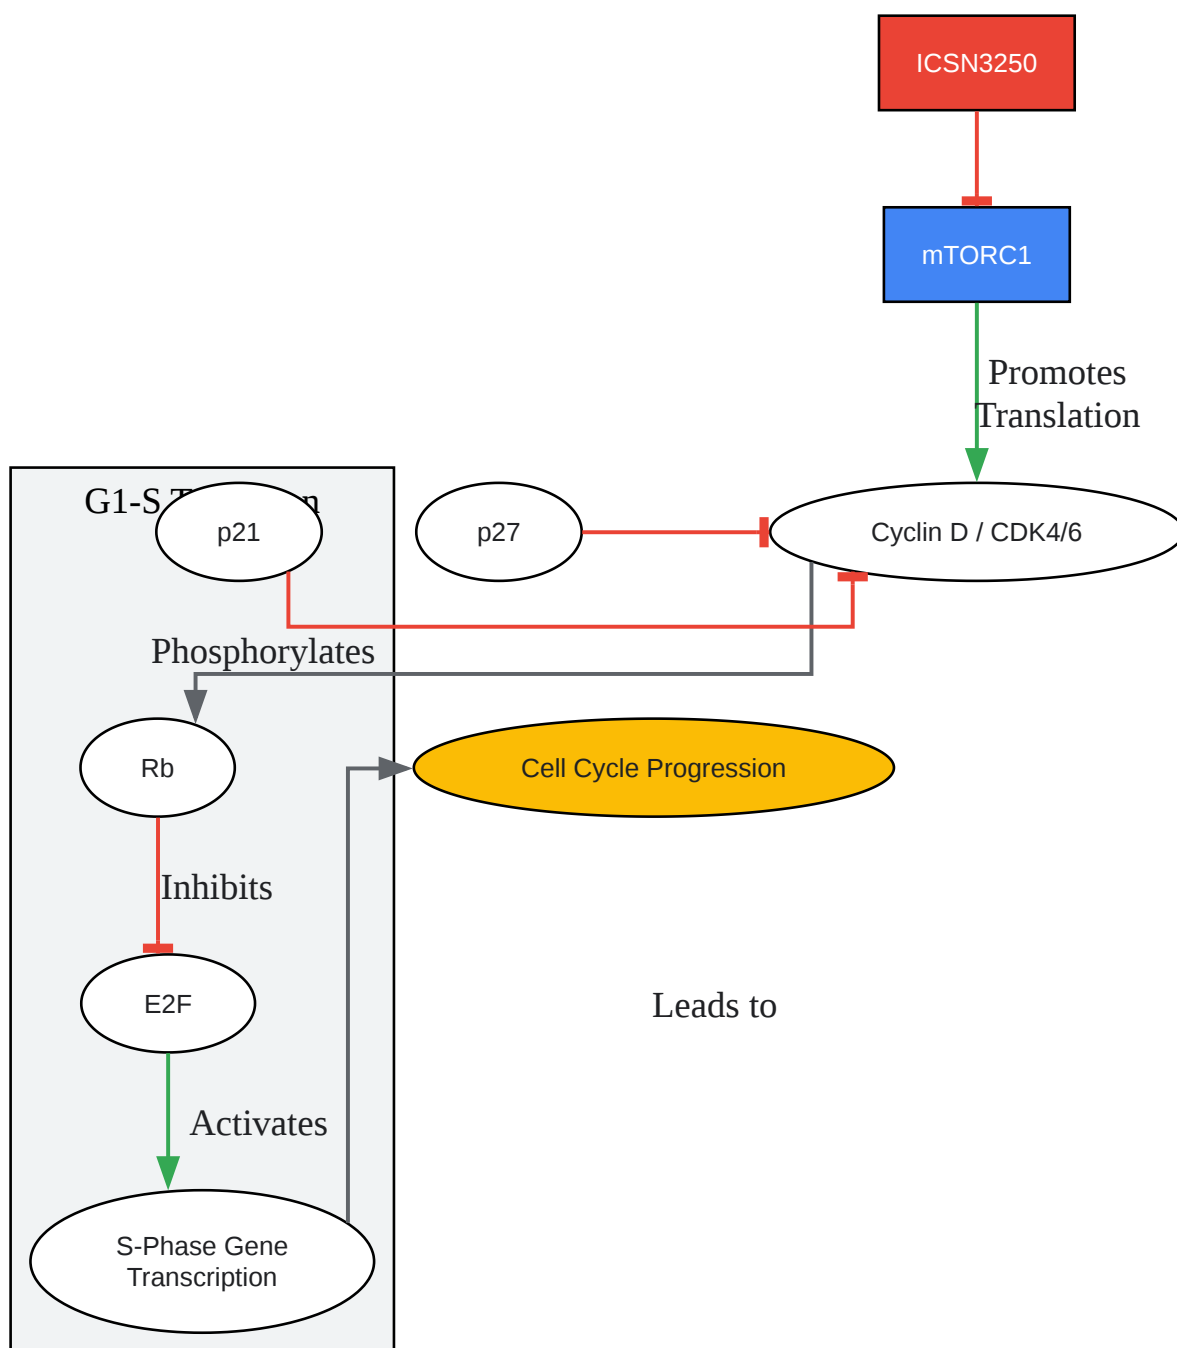 ICSN3250
mTORC1
Promotes
Translation
G1-S
p21
p27
Cyclin D / CDK4/6
Phosphorylates
Rb
Cell Cycle Progression
Inhibits
E2F
Leads to
Activates
S-Phase Gene
Transcription